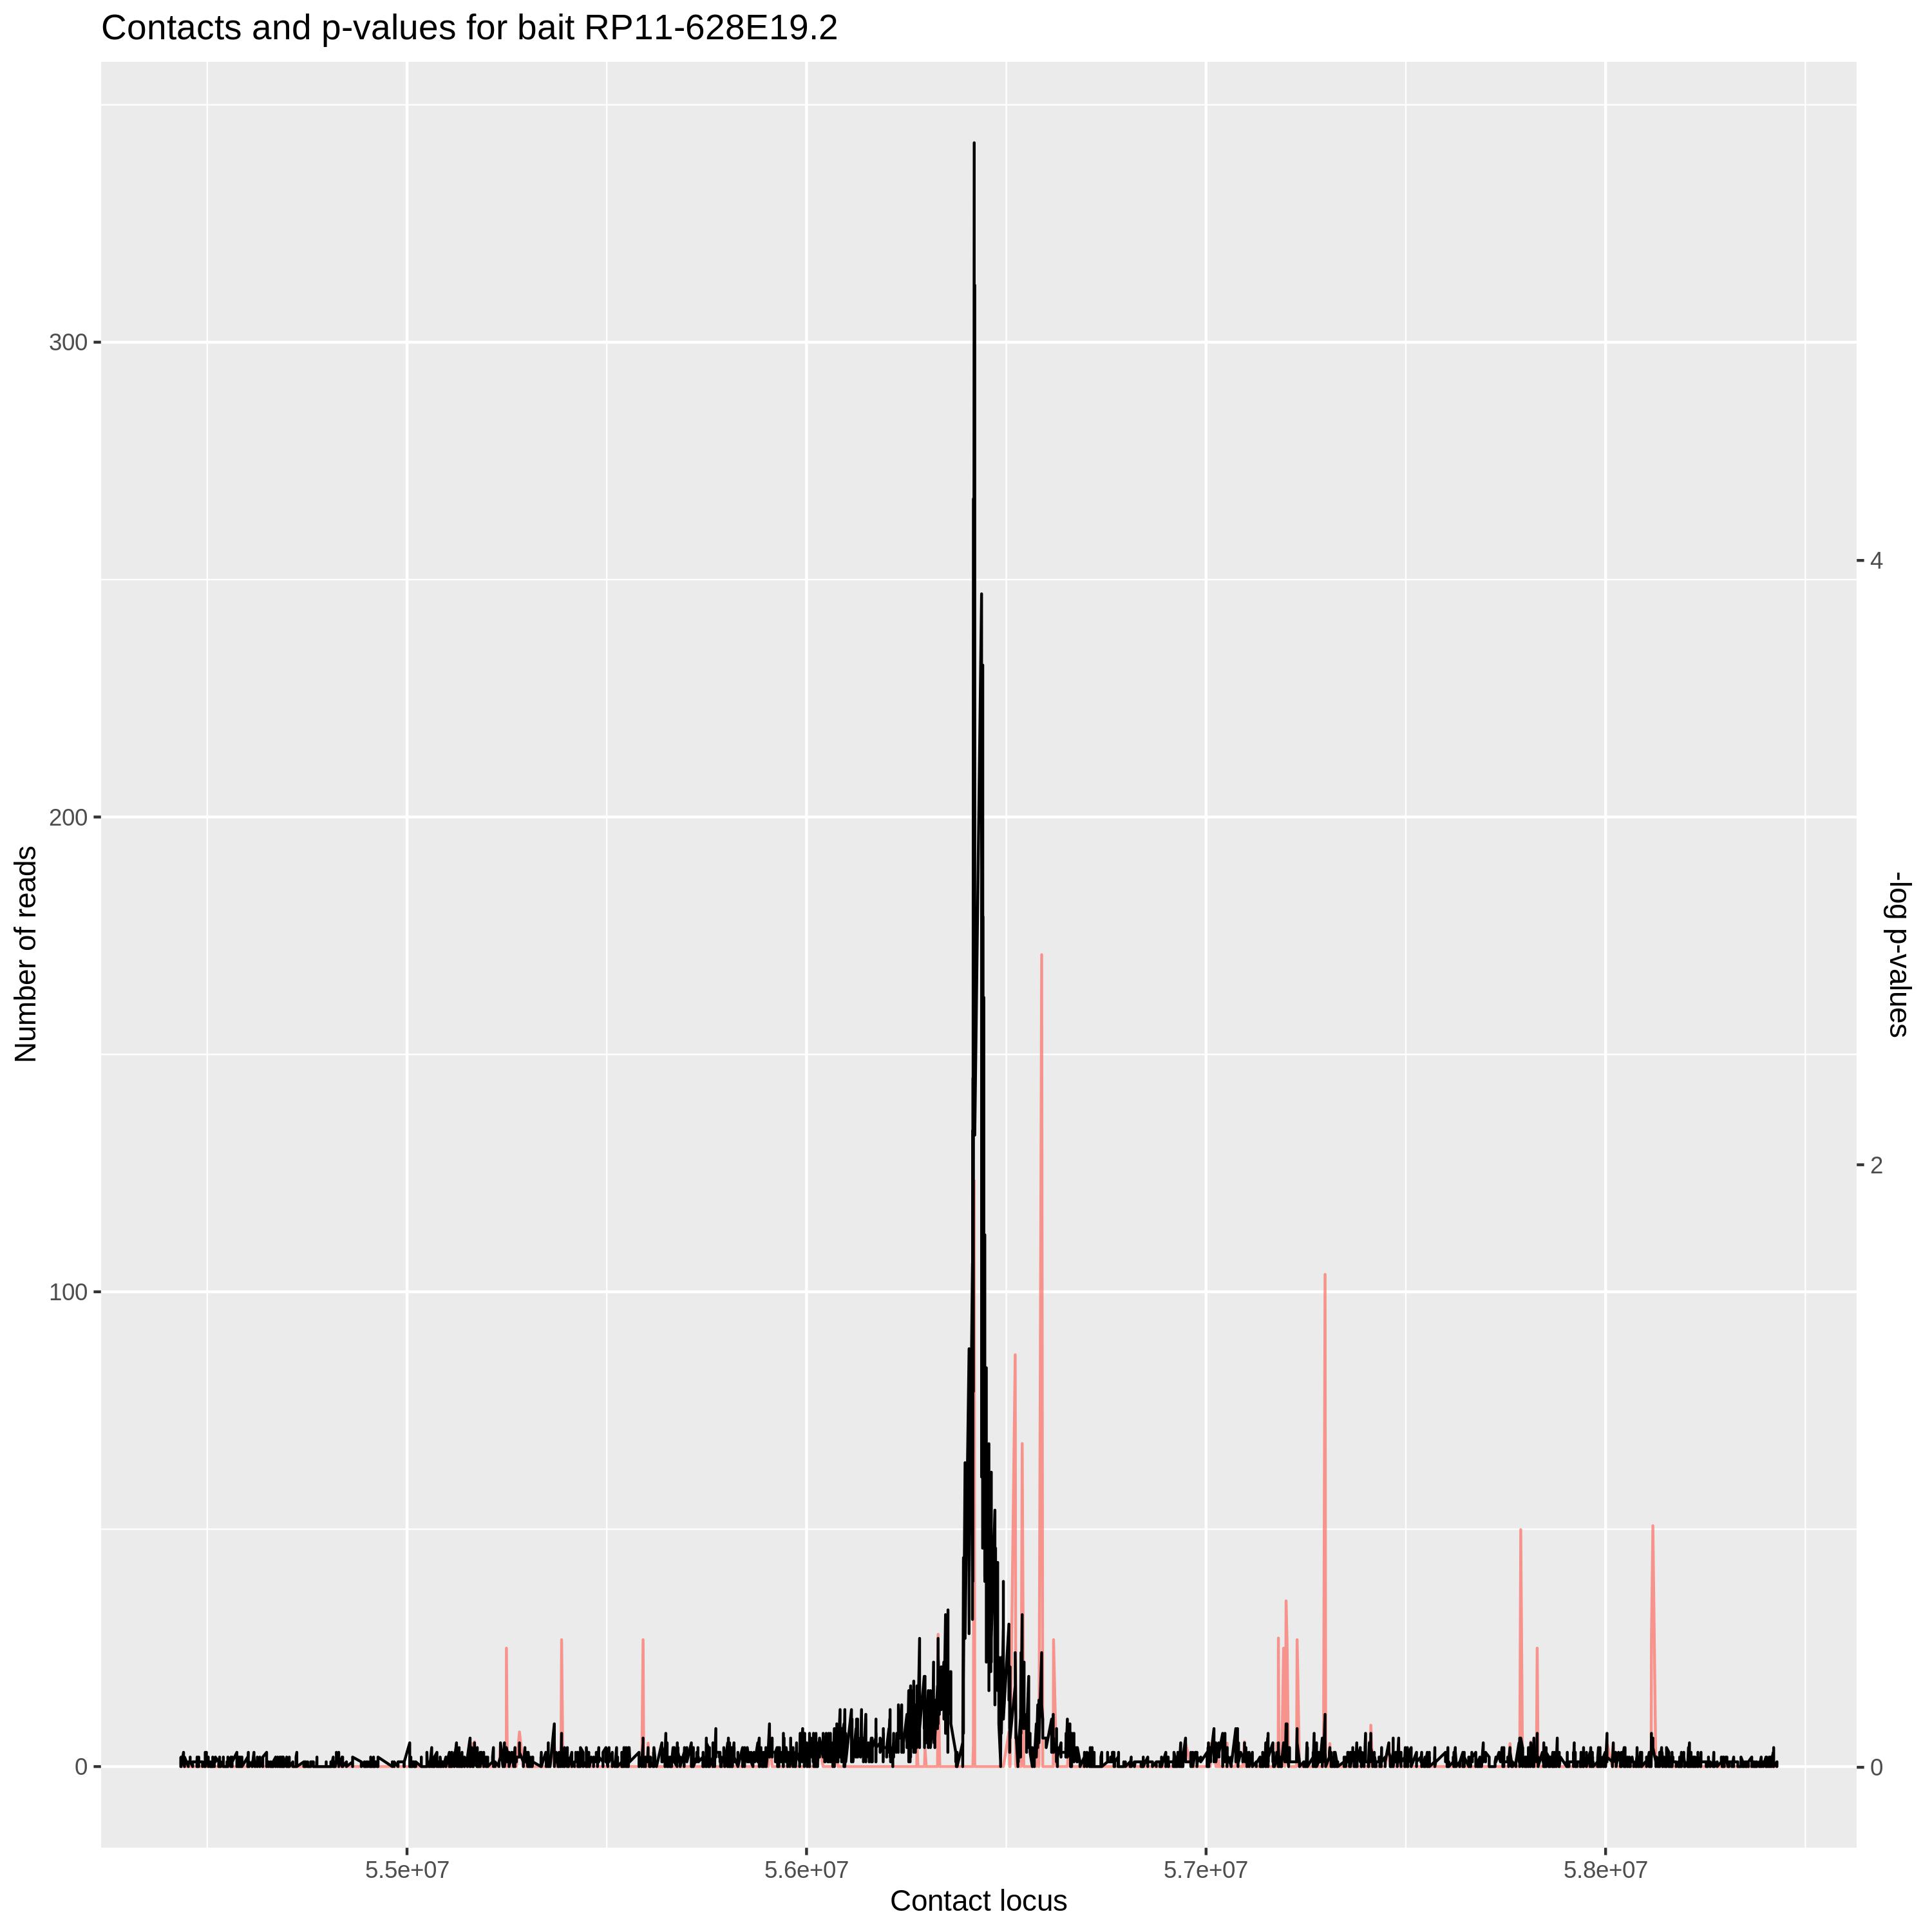 Contacts and p-values for bait RP11-628E19.2
300
200
100
0
Number of reads
4
2
0
-log p-values
5.5e+07 5.6e+07 5.7e+07 5.8e+07
Contact locus